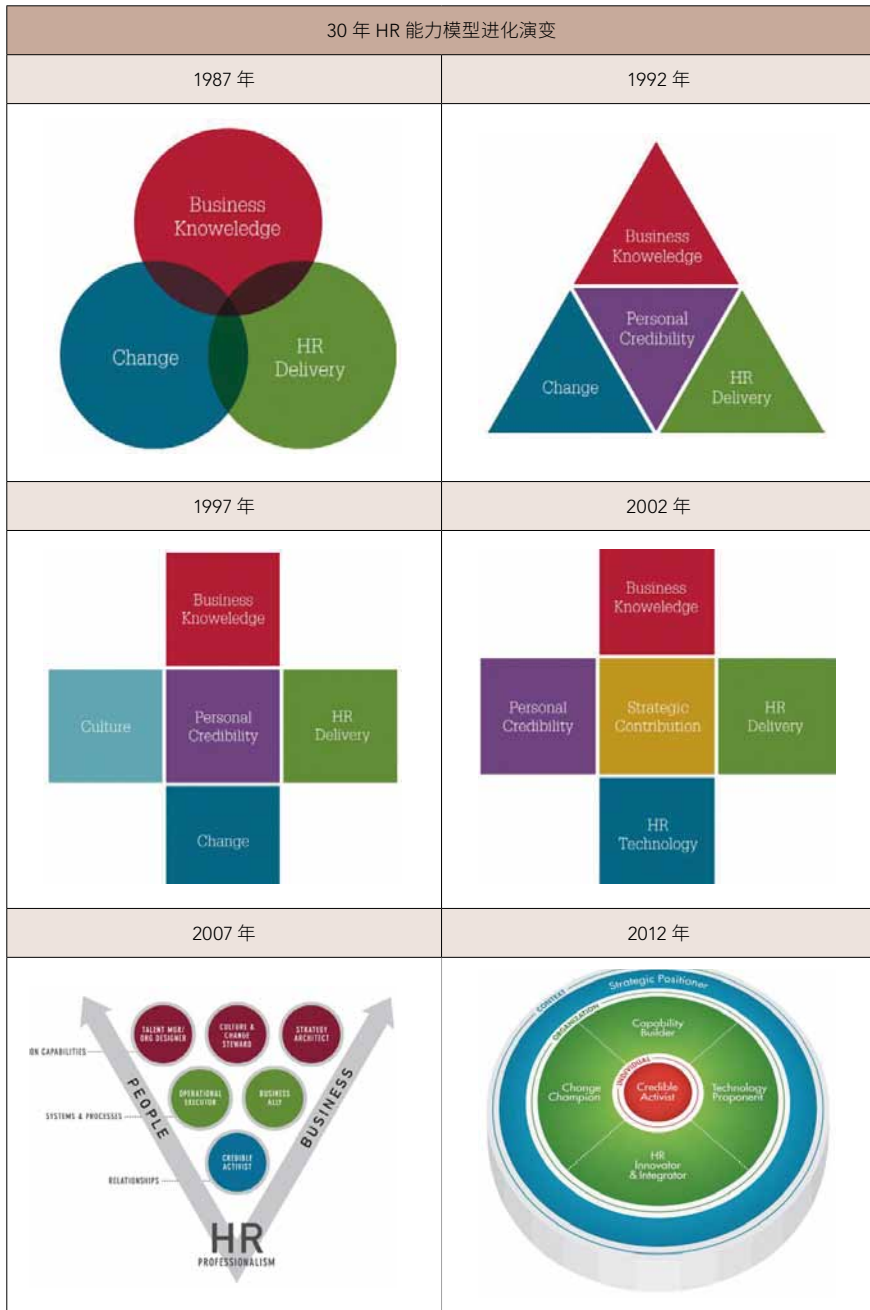 30 年 HR 能力模型进化演变
1987 年
1992 年
Business
Knoweledge
Change
HR
Delivery
Business
Knoweledge
Personal
Credibility
Change
HR
Delivery
1997 年
2002 年
Business
Knoweledge
Culture
Personal
Credibility
HR
Delivery
Change
Business
Knoweledge
Personal
Credibility
Strategic
Contribution
HR
Delivery
HR
Technology
2007 年
2012 年
TALENT MGR/
ORG DESIGNER
CULTURE &
CHANGE
STEWARD
STRATEGY
ARCHITECT
ON CAPABILITIES
PEOPLE
BUSINESS
OPERATIONAL
EXECUTOR
BUSINESS
ALLY
SYSTEMS & PROCESSES
CREDIBLE
ACTIVIST
RELATIONSHIPS
HR
PROFESSIONALISM
CONTEXT
Strategic Positioner
ORGANIZATION
Capability
Builder
INDIVIDUAL
Change
Champion
Credible
Activist
Technology
Proponent
HR
Innovator
& Integrator